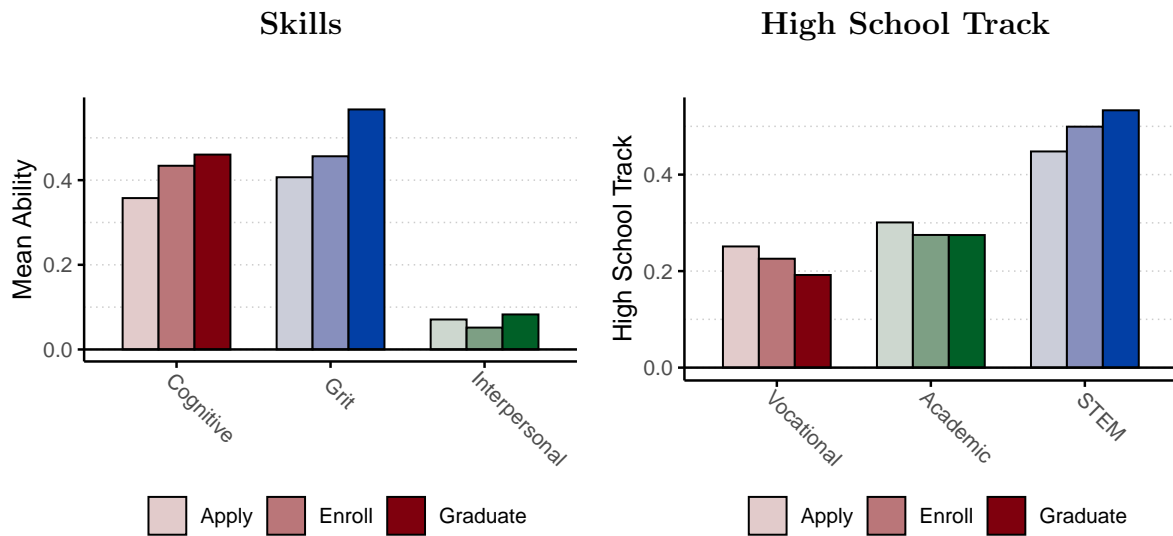 Skills
Mean Ability
0.4
0.2
0.0
Cognitive
Grit
Interpersonal
Apply Enroll Graduate
High School Track
High School Track
0.4
0.2
0.0
Vocational
Academic
STEM
Apply Enroll Graduate